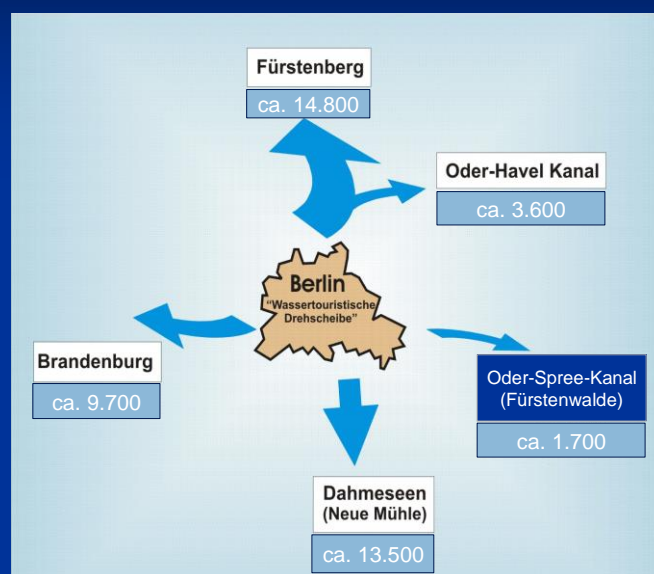 Fürstenberg
ca. 14.800
Oder-Havel Kanal
ca. 3.600
Berlin
"Wassertouristische
Drehscheibe"
Brandenburg
ca. 9.700
Oder-Spree-Kanal
(Fürstenwalde)
ca. 1.700
Dahmeseen
(Neue Mühle)
ca. 13.500